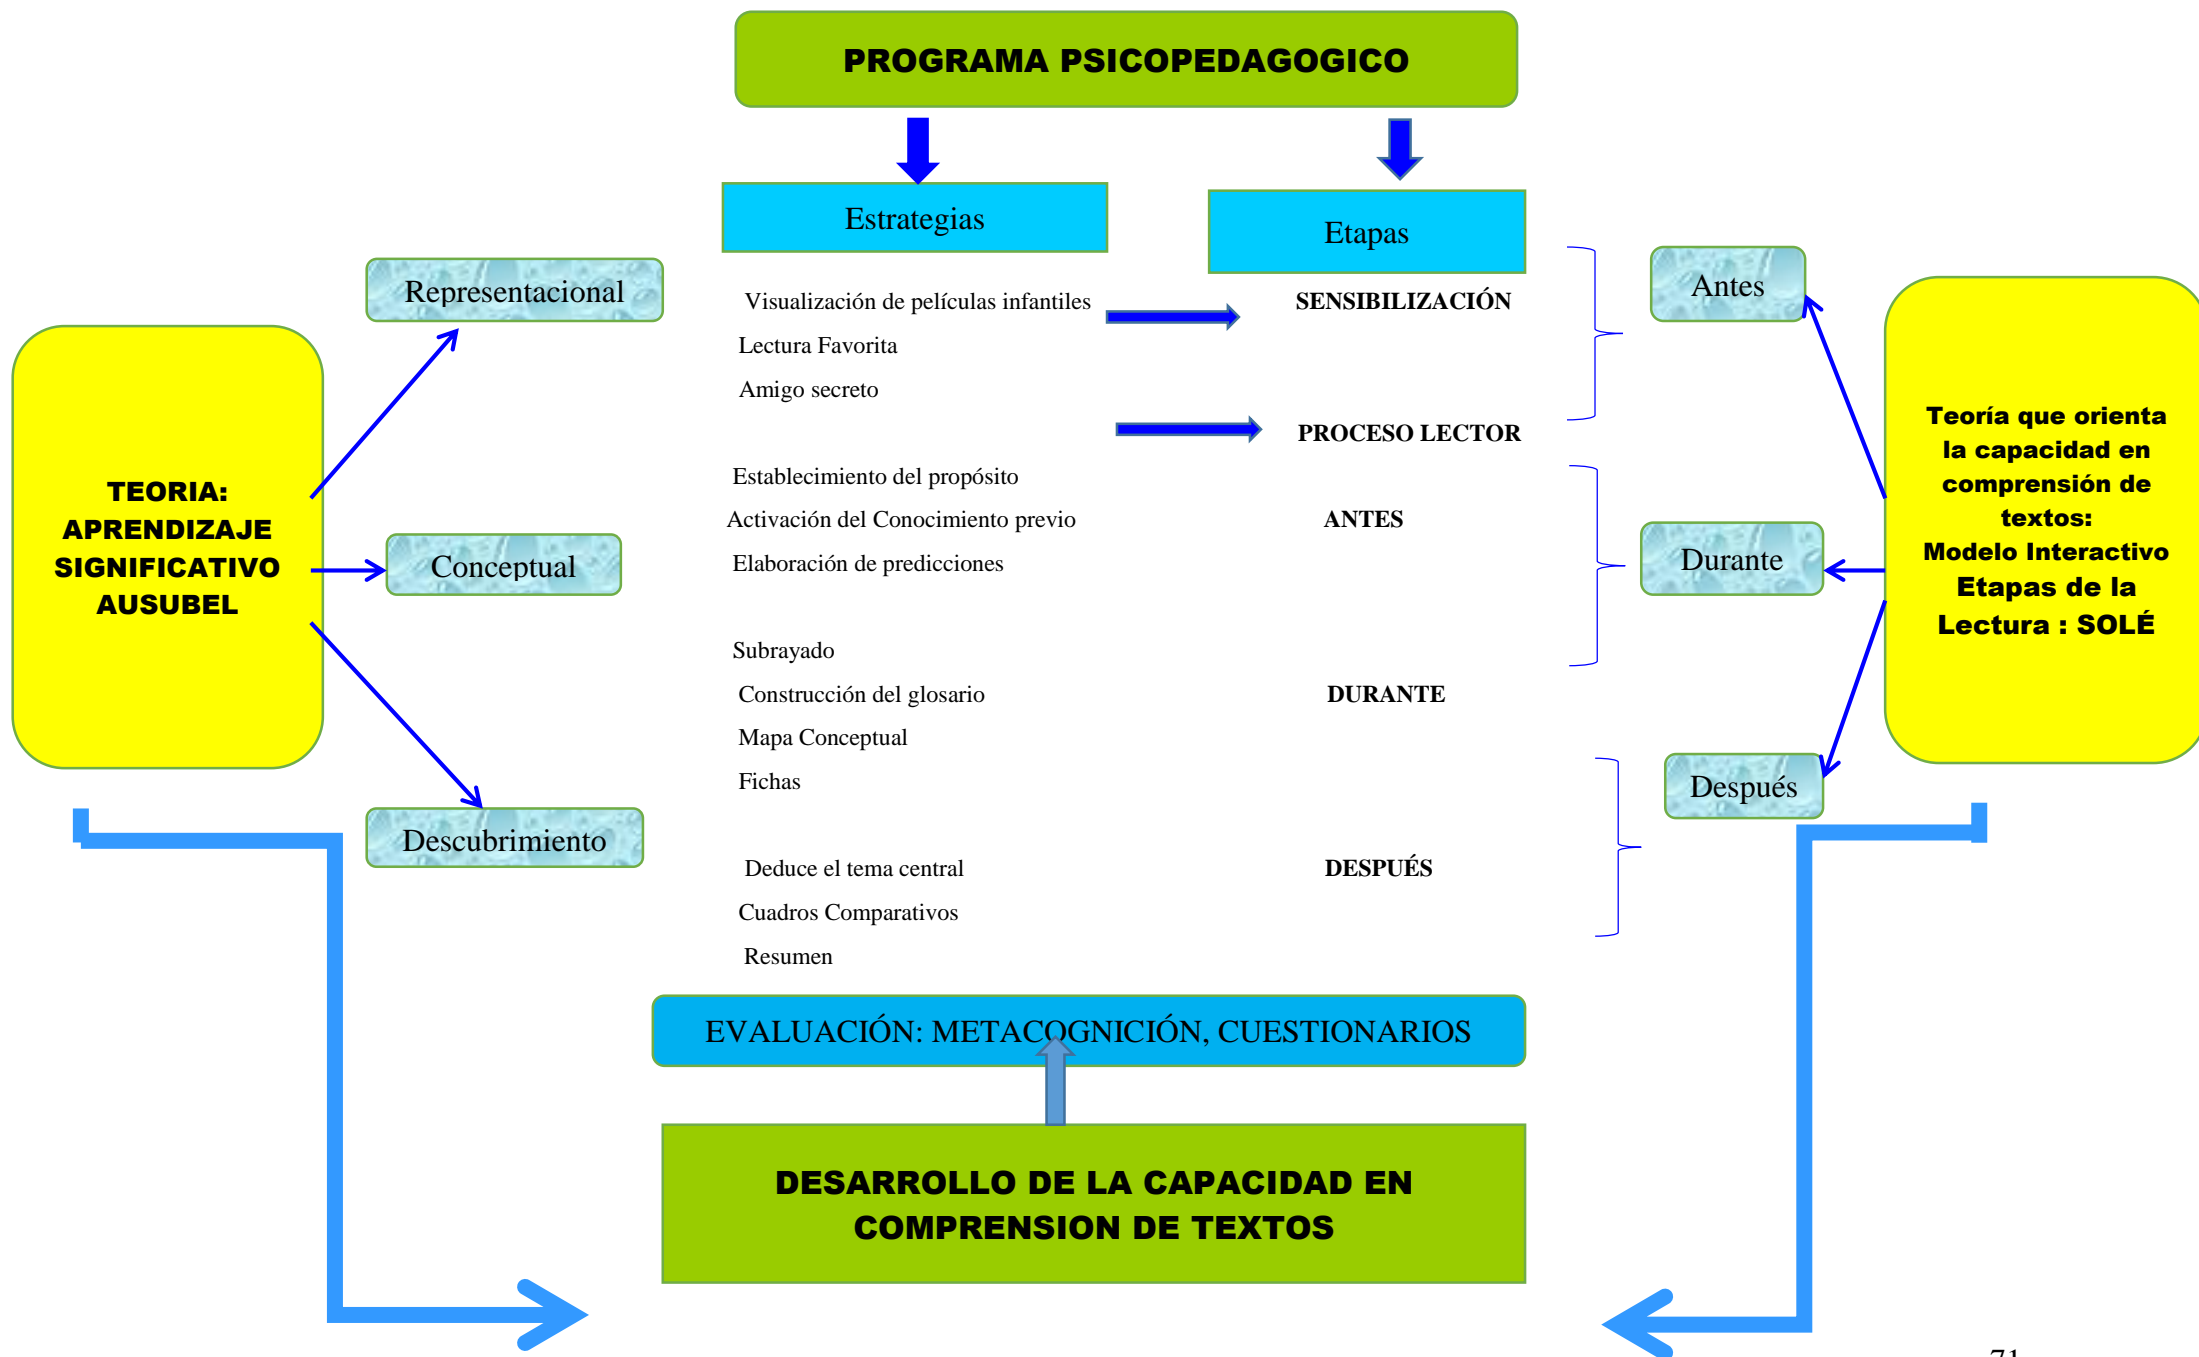 PROGRAMA PSICOPEDAGOGICO
Estrategias
Etapas
Representacional
Conceptual
Descubrimiento
TEORIA:
APRENDIZAJE
SIGNIFICATIVO
AUSUBEL
Visualización de películas infantiles
SENSIBILIZACIÓN
Lectura Favorita
Amigo secreto
PROCESO LECTOR
Establecimiento del propósito
Activación del Conocimiento previo
ANTES
Elaboración de predicciones
Subrayado
Construcción del glosario
DURANTE
Mapa Conceptual
Fichas
Deduce el tema central
DESPUÉS
Cuadros Comparativos
Resumen
Antes
Durante
Después
Teoría que orienta
la capacidad en
comprensión de
textos:
Modelo Interactivo
Etapas de la
Lectura : SOLÉ
EVALUACIÓN: METACOGNICIÓN, CUESTIONARIOS
DESARROLLO DE LA CAPACIDAD EN
COMPRENSION DE TEXTOS
71